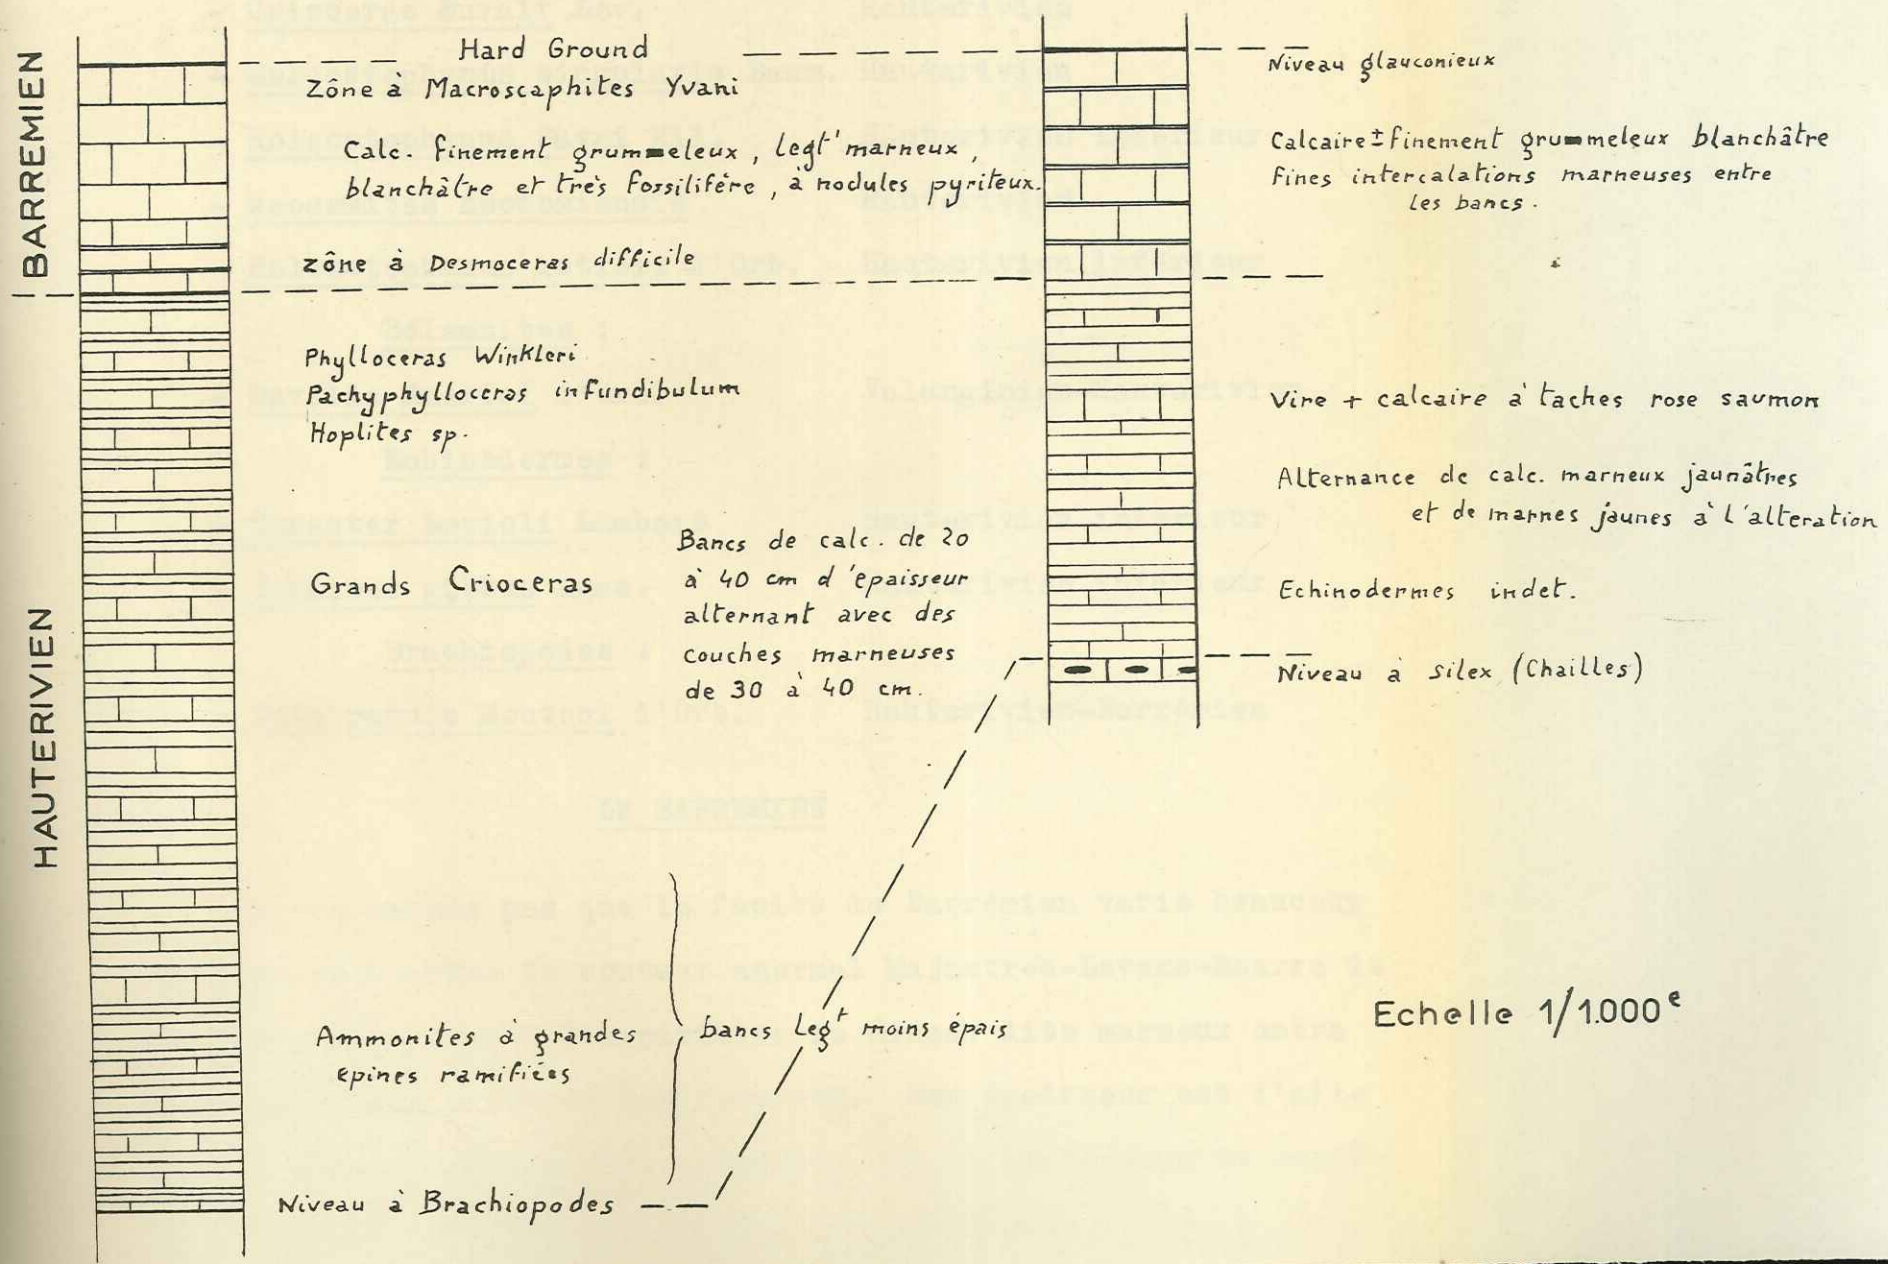 BARREMIEN
HAUTERIVIEN
Hard Ground
Zône à Macroscaphites Yvani
Calc. finement grummeleux, legt' marneux,
blanchâtre et très fossilifère, à nodules pyriteux.
Zône à Desmoceras difficile
Phylloceras Winkleri
Pachyphylloceras infundibulum
Hoplites sp.
Grands Crioceras
Bancs de calc. de 20
à 40 cm d'épaisseur
alternant avec des
couches marneuses
de 30 à 40 cm.
Ammonites à grandes
epines ramifiées
bancs legt moins épais
Niveau à Brachiopodes
Niveau glauconieux
Calcaire ± finement grummeleux blanchâtre
Fines intercalations marneuses entre
les bancs.
Vire + calcaire à taches rose saumon
Alternance de calc. marneux jaunâtres
et de marnes jaunes à l'alteration
Echinodermes indet.
Niveau à silex (Chailles)
Echelle 1/1.000e